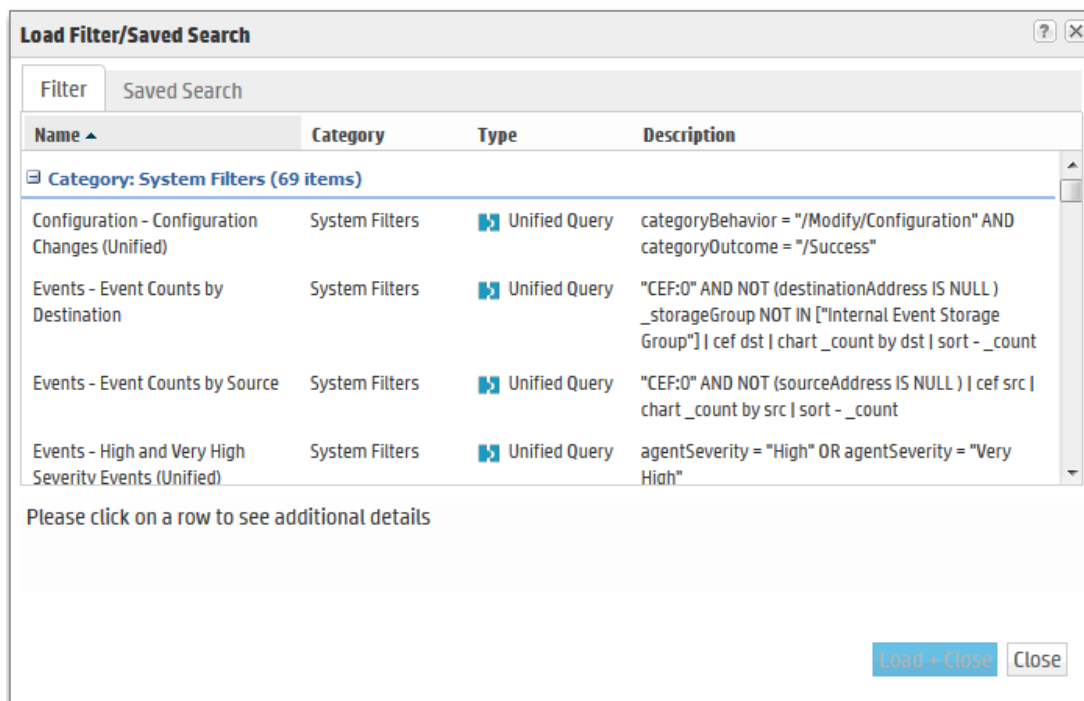 Load Filter/Saved Search
?
Filter Saved Search
Name Category Type Description
Category: System Filters (69 items)
Configuration - Configuration System Filters Unified Query categoryBehavior = "/Modify/Configuration" AND
Changes (Unified) categoryOutcome = "/Success"
Events - Event Counts by System Filters Unified Query "CEF:0" AND NOT (destinationAddress IS NULL )
Destination _storageGroup NOT IN ["Internal Event Storage
Group"] | cef dst | chart _count by dst | sort - _count
Events - Event Counts by Source System Filters Unified Query "CEF:0" AND NOT (sourceAddress IS NULL ) | cef src |
chart _count by src | sort - _count
Events - High and Very High System Filters Unified Query agentSeverity = "High" OR agentSeverity = "Very
Severity Events (Unified) High"
Please click on a row to see additional details
Load + Close Close